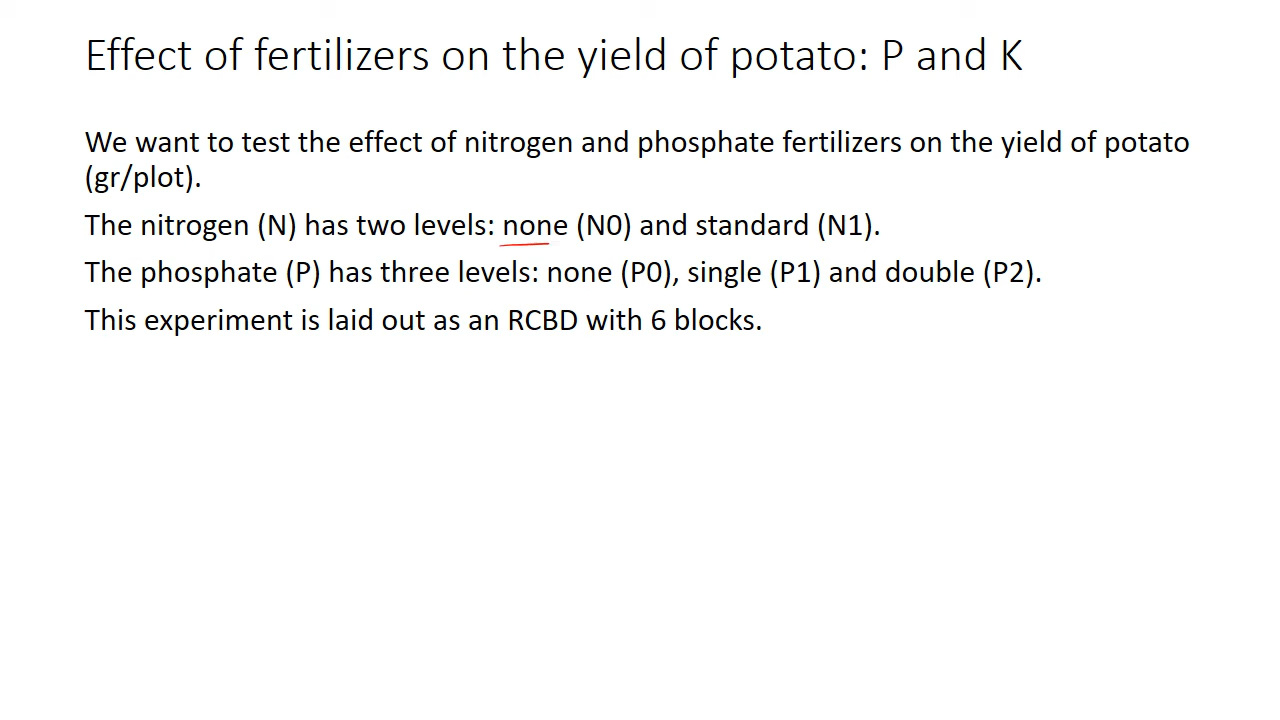 Effect of fertilizers on the yield of potato: P and K
We want to test the effect of nitrogen and phosphate fertilizers on the yield of potato
(gr/plot).
The nitrogen (N) has two levels: none (N0) and standard (N1).
The phosphate (P) has three levels: none (P0), single (P1) and double (P2).
This experiment is laid out as an RCBD with 6 blocks.